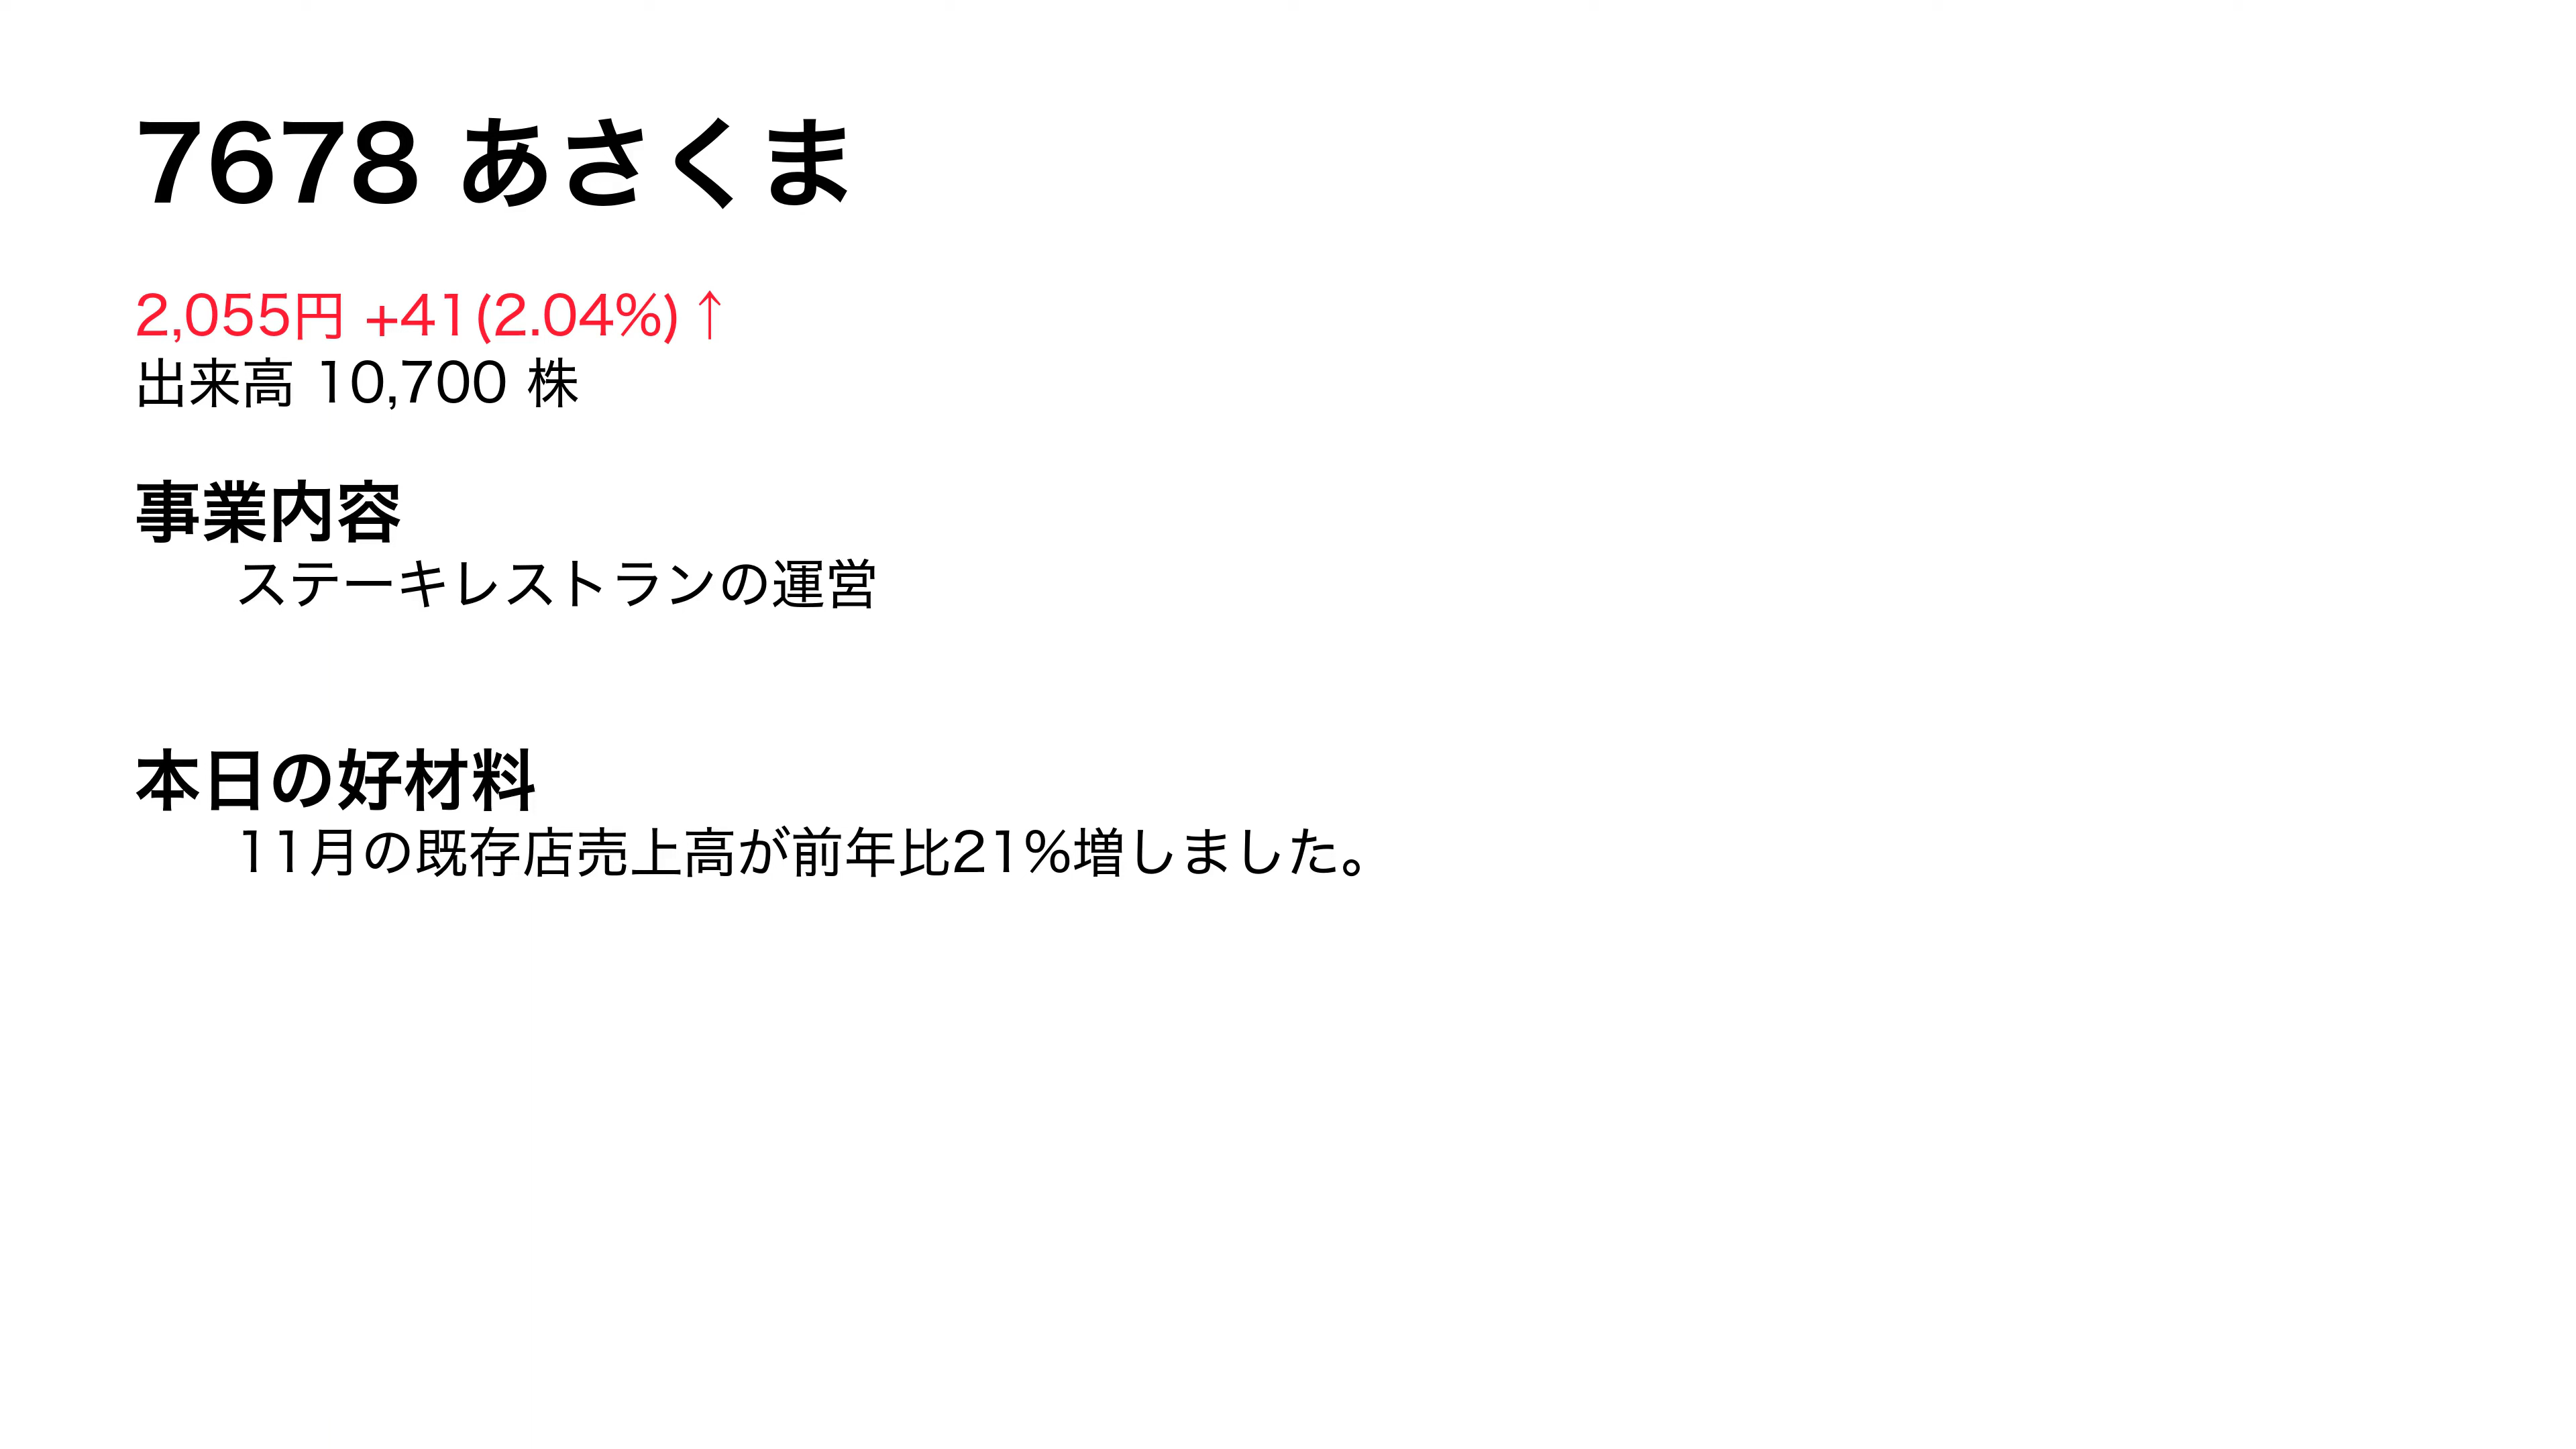 7678 あさくま
2,055円 +41(2.04%)↑
出来高 10,700 株
事業内容
ステーキレストランの運営
本日の好材料
11月の既存店売上高が前年比21%増しました。